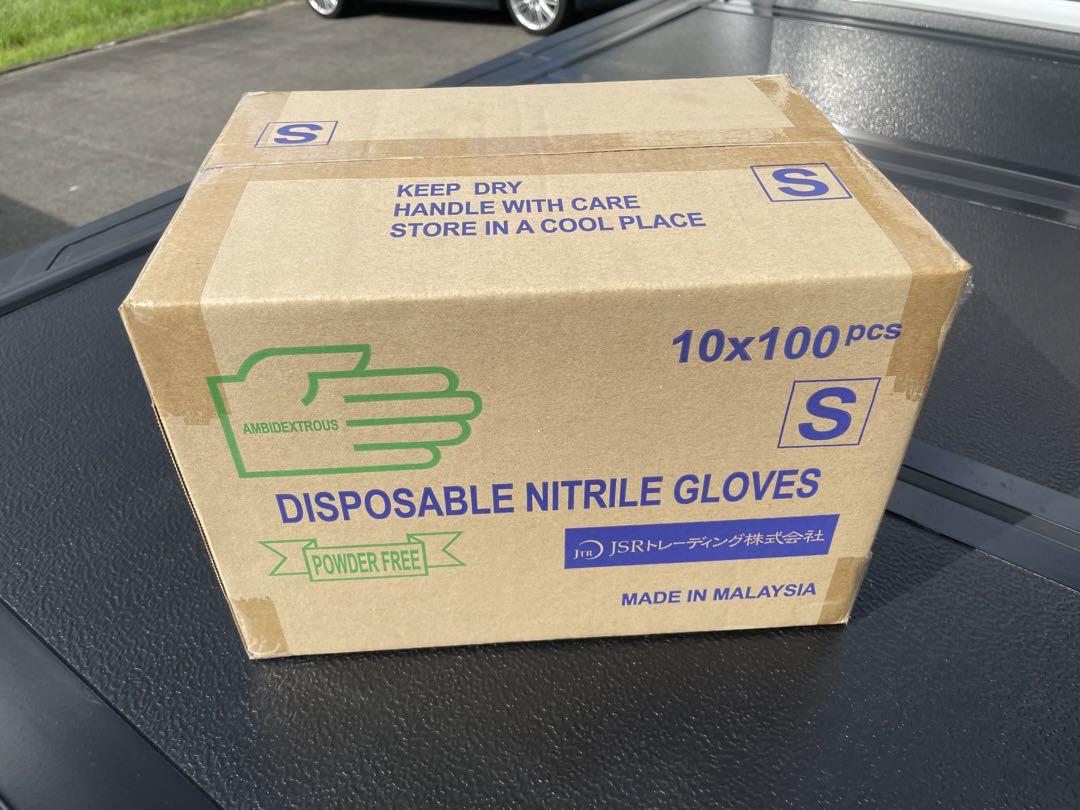 S
KEEP DRY
HANDLE WITH CARE
STORE IN A COOL PLACE
S
10x100 pcs
AMBIDEXTROUS
S
DISPOSABLE NITRILE GLOVES
POWDER FREE
JTR JSRトレーディング株式会社
MADE IN MALAYSIA